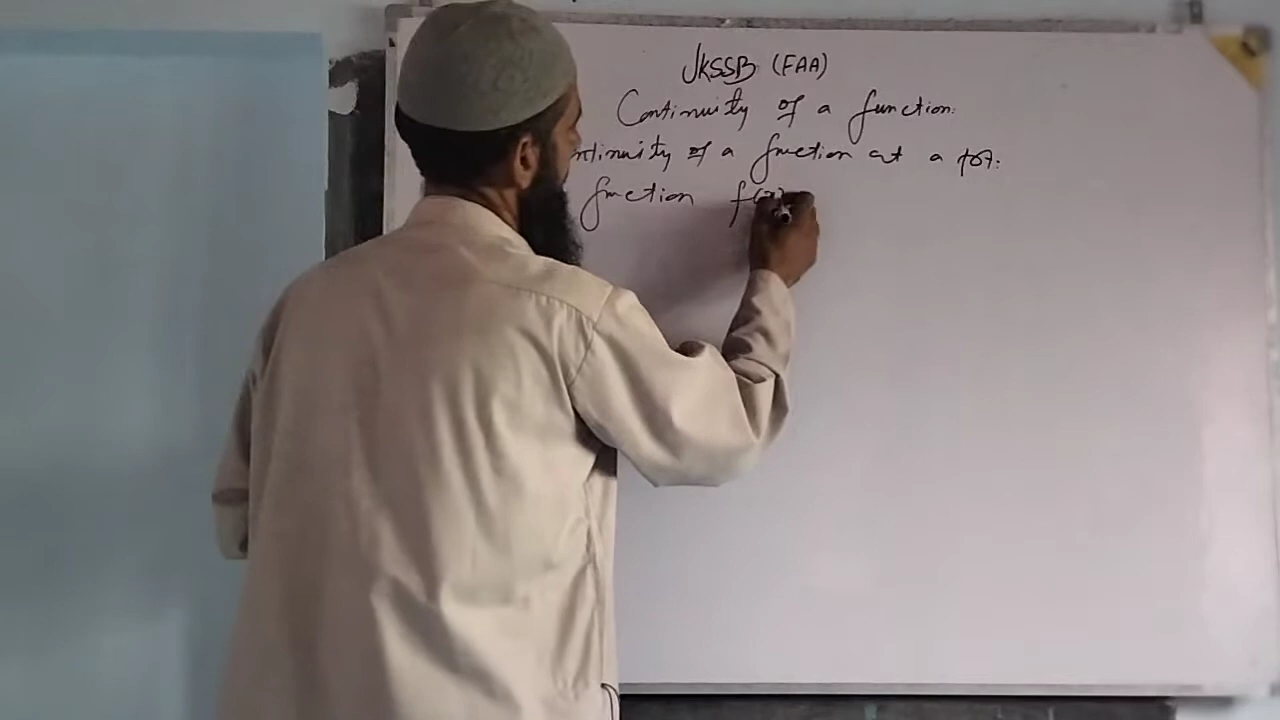 JKSSB (FAA)
Continuity of a function.
ntinuity of a function at a pt.
function f(x)